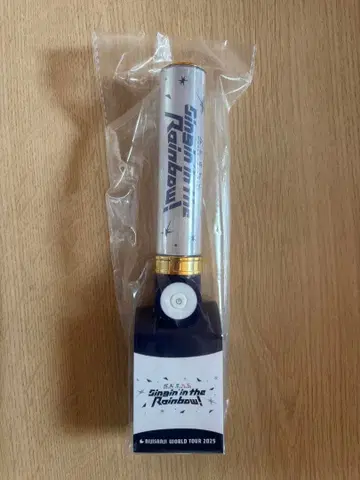 Singin in the
Rainbow!
Singin in the
Rainbow!
NIJISANJI WORLD TOUR 2025